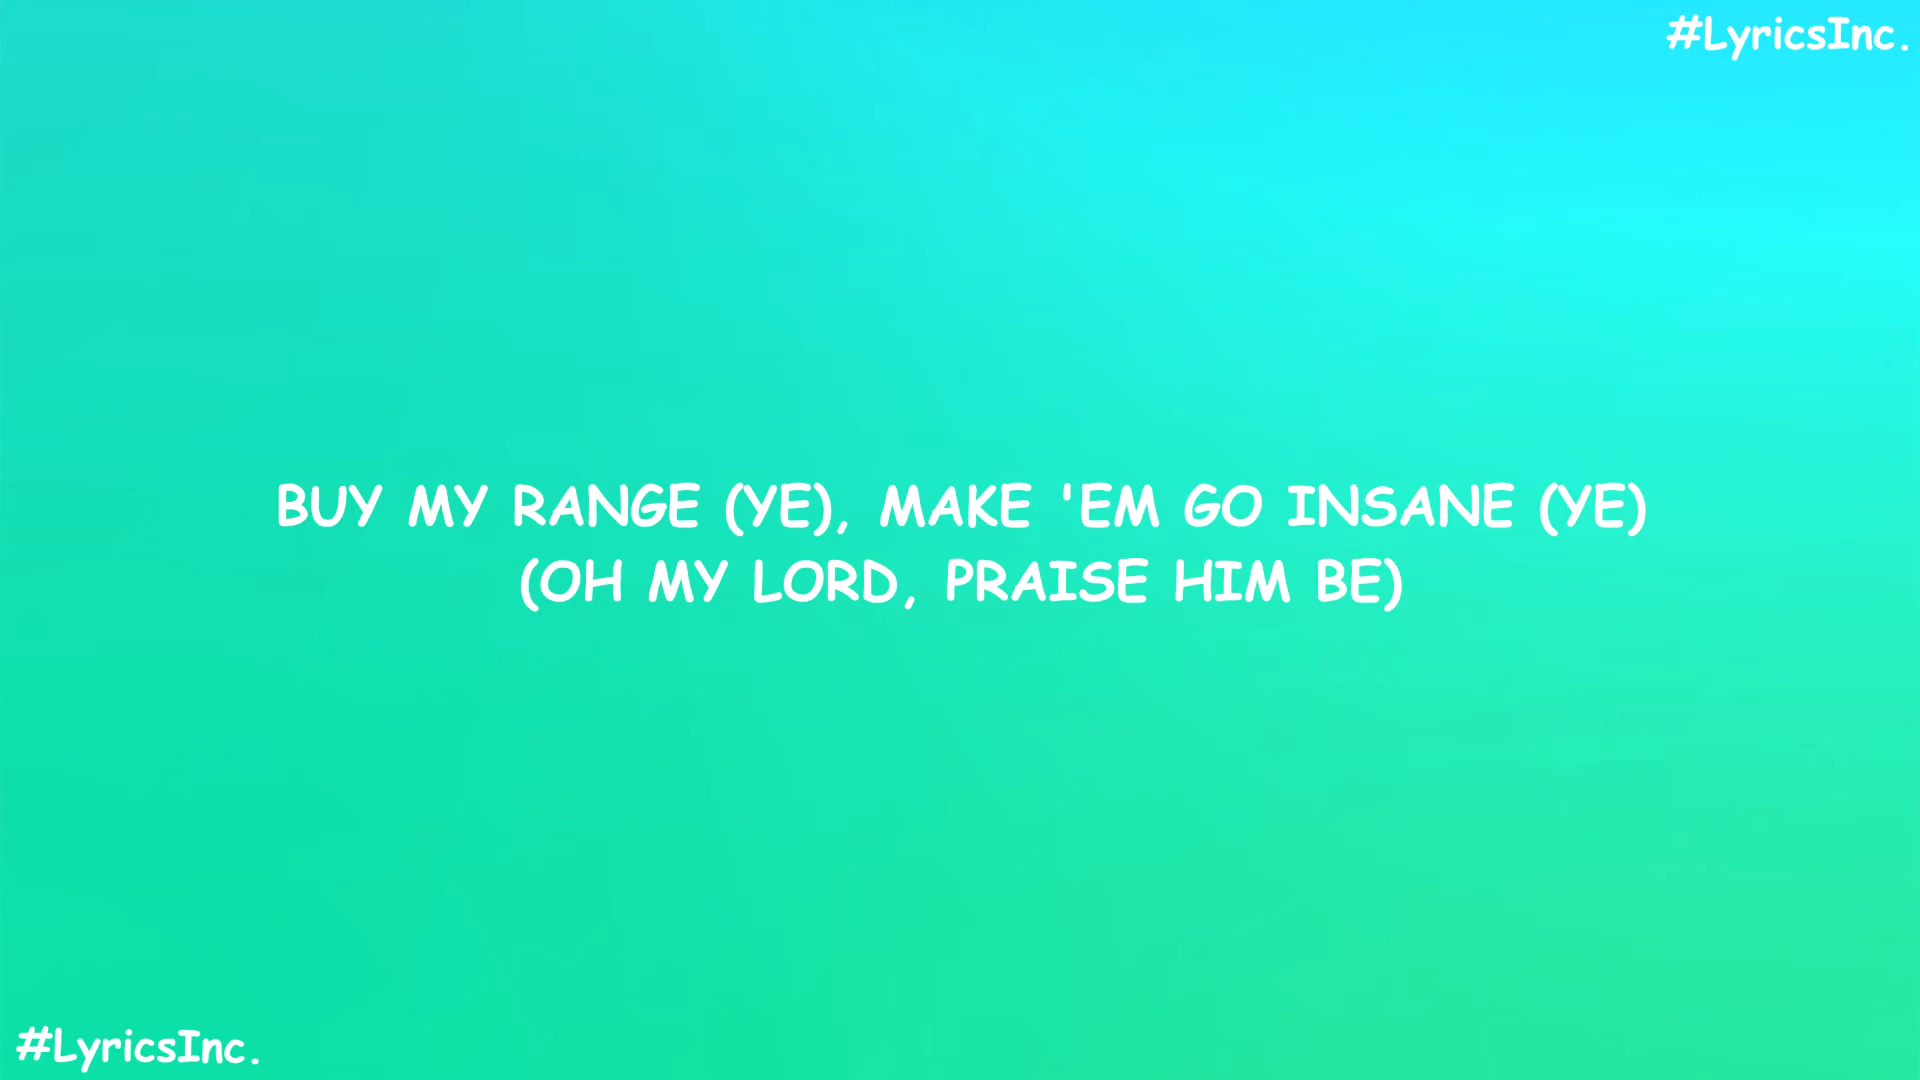 #LyricsInc.
BUY MY RANGE (YE), MAKE 'EM GO INSANE (YE)
(OH MY LORD, PRAISE HIM BE)
#LyricsInc.